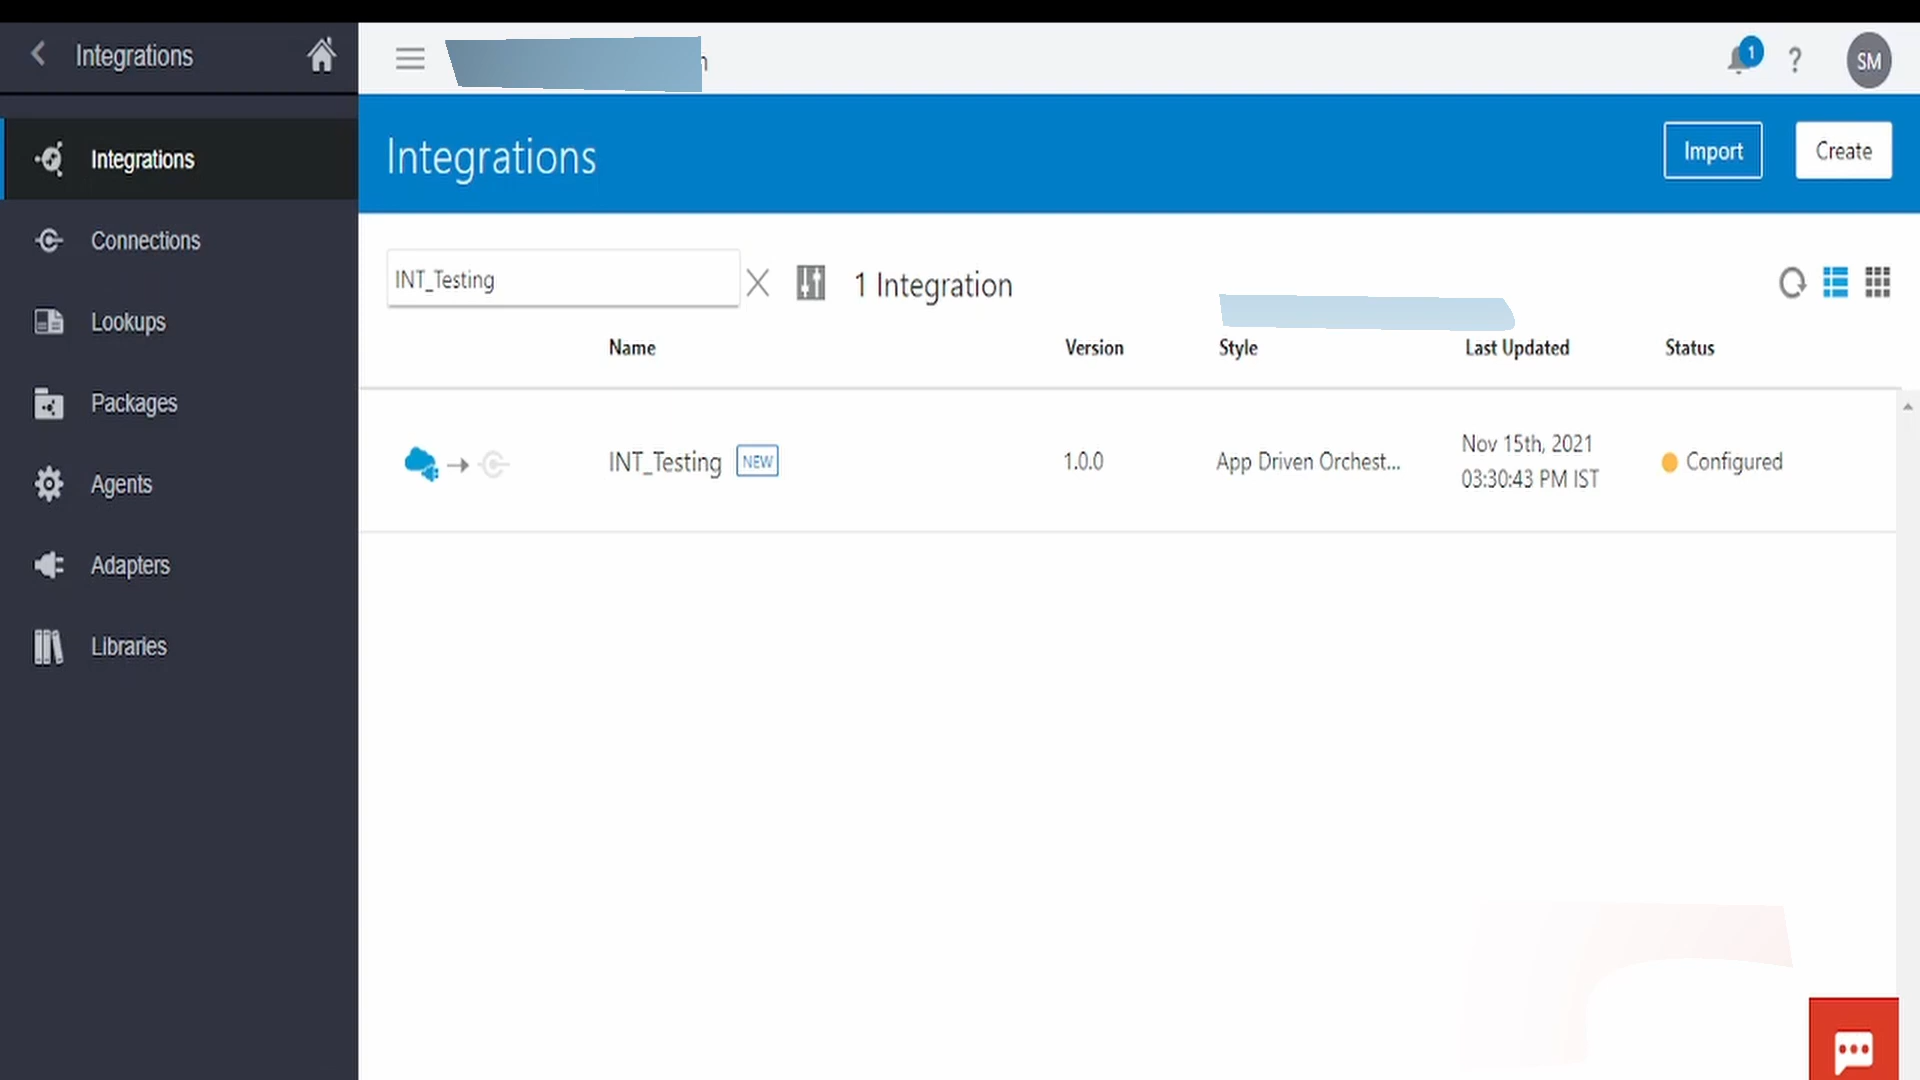 Integrations
1
?
SM
Integrations
Import
Create
Integrations
Connections
Lookups
Packages
Agents
Adapters
Libraries
INT_Testing
1 Integration
Name
Version
Style
Last Updated
Status
INT_Testing
NEW
1.0.0
App Driven Orchest...
Nov 15th, 2021
03:30:43 PM IST
Configured